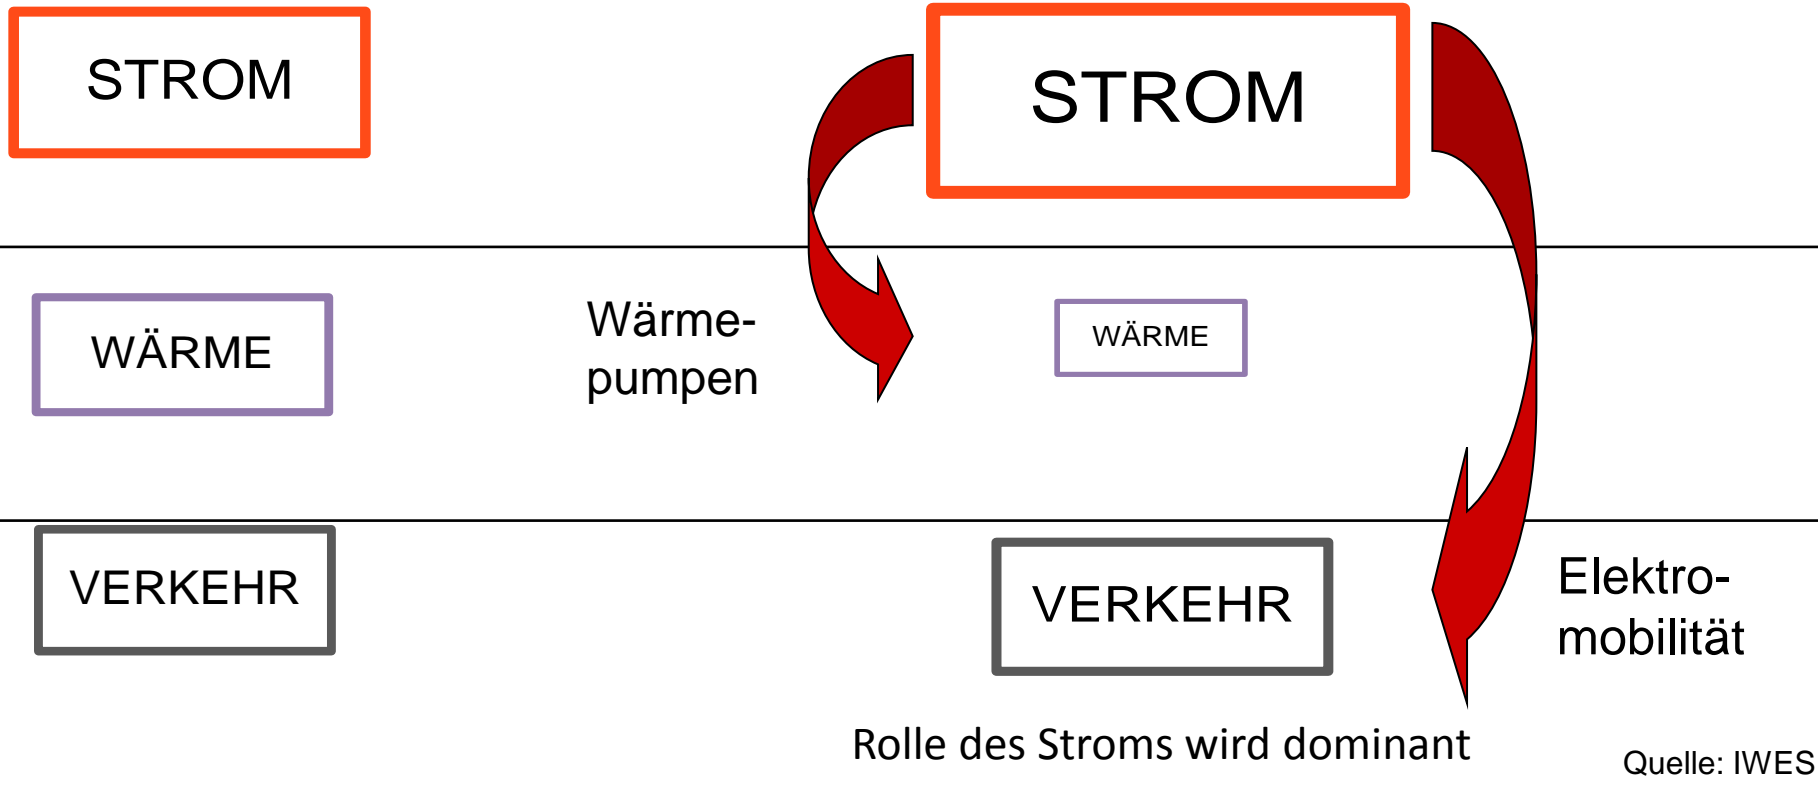 STROM
STROM
WÄRME
Wärme-
pumpen
WÄRME
VERKEHR
VERKEHR
Elektro-
mobilität
Rolle des Stroms wird dominant
Quelle: IWES